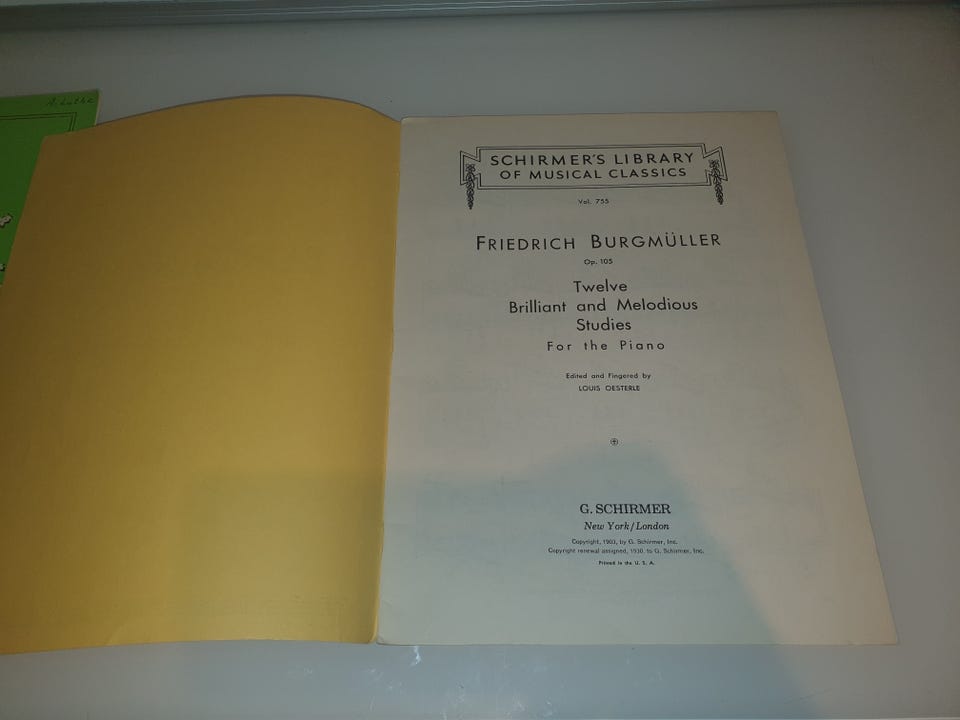 SCHIRMER'S LIBRARY
OF MUSICAL CLASSICS
Vol. 755
FRIEDRICH BURGMÜLLER
Op. 105
Twelve
Brilliant and Melodious
Studies
For the Piano
Edited and Fingered by
LOUIS OESTERLE
G. SCHIRMER
New York/London
Copyright, 1903, by G. Schirmer, Inc.
Copyright renewal assigned, 1930, to G. Schirmer, Inc.
Printed in the U. S. A.